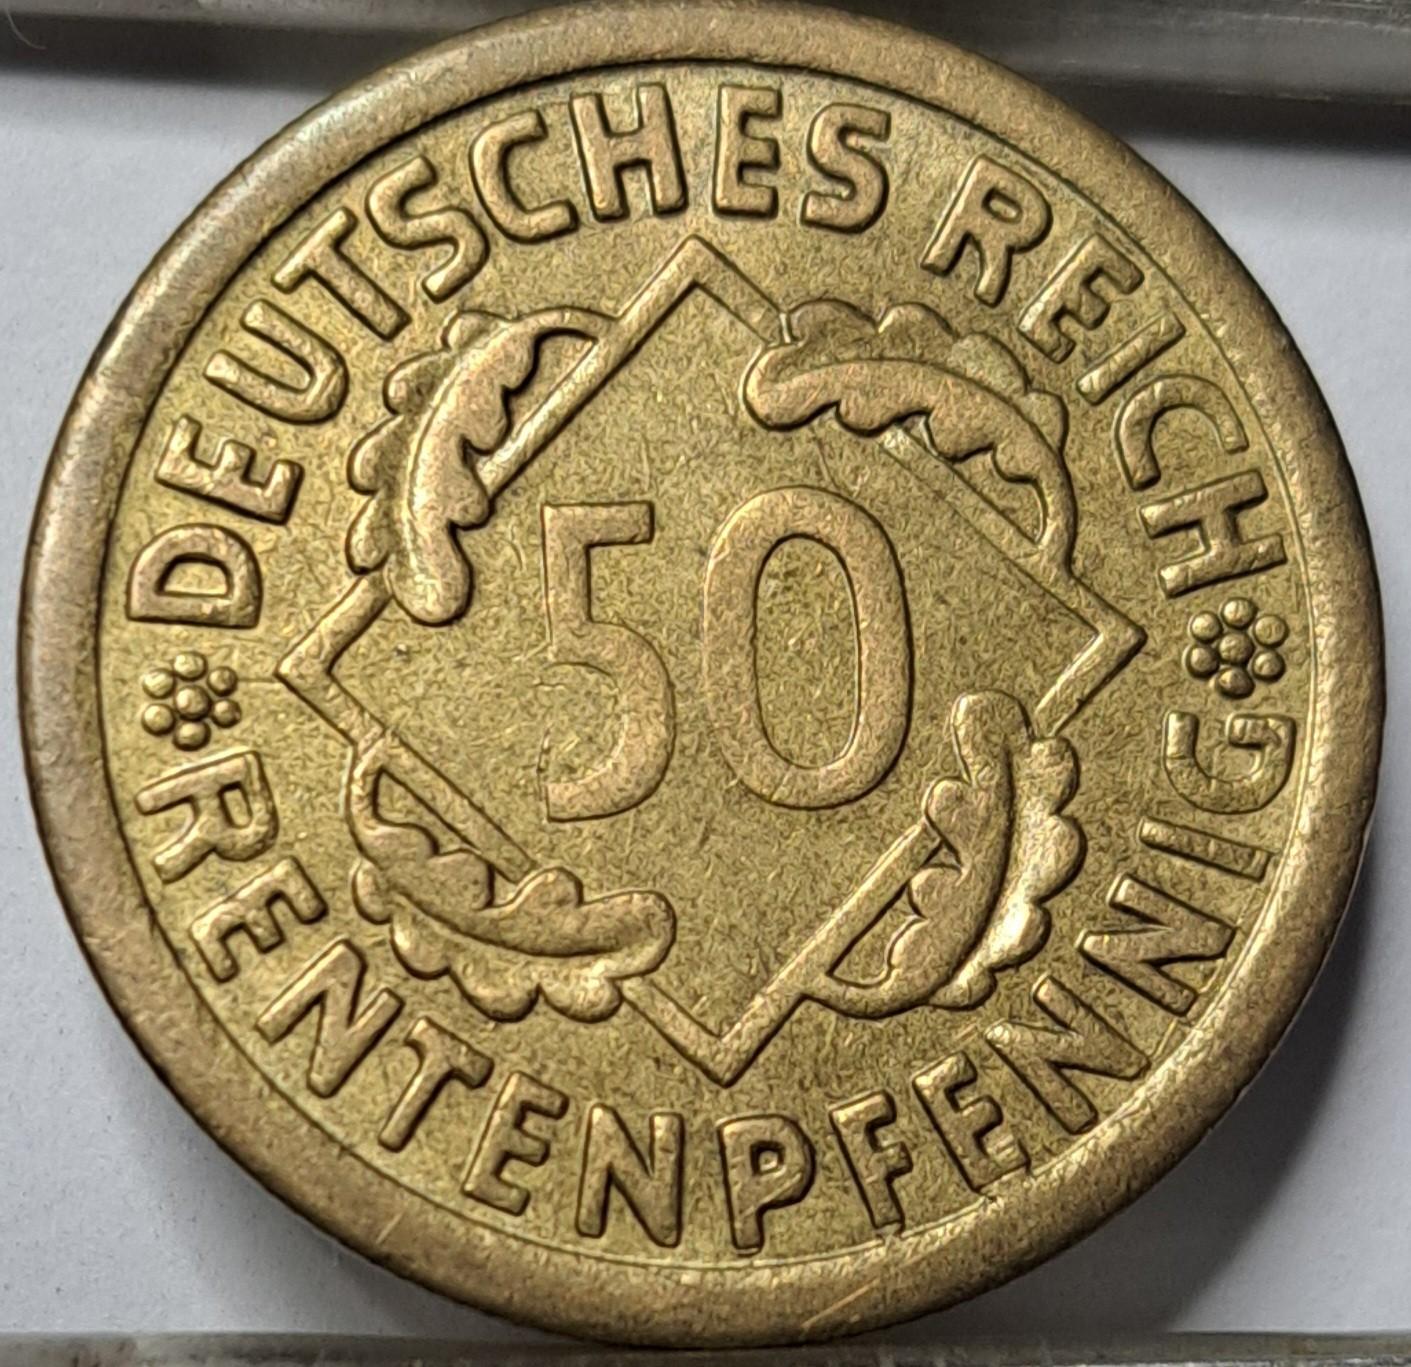 DEUTSCHES REICH
50
RENTENPFENNIG